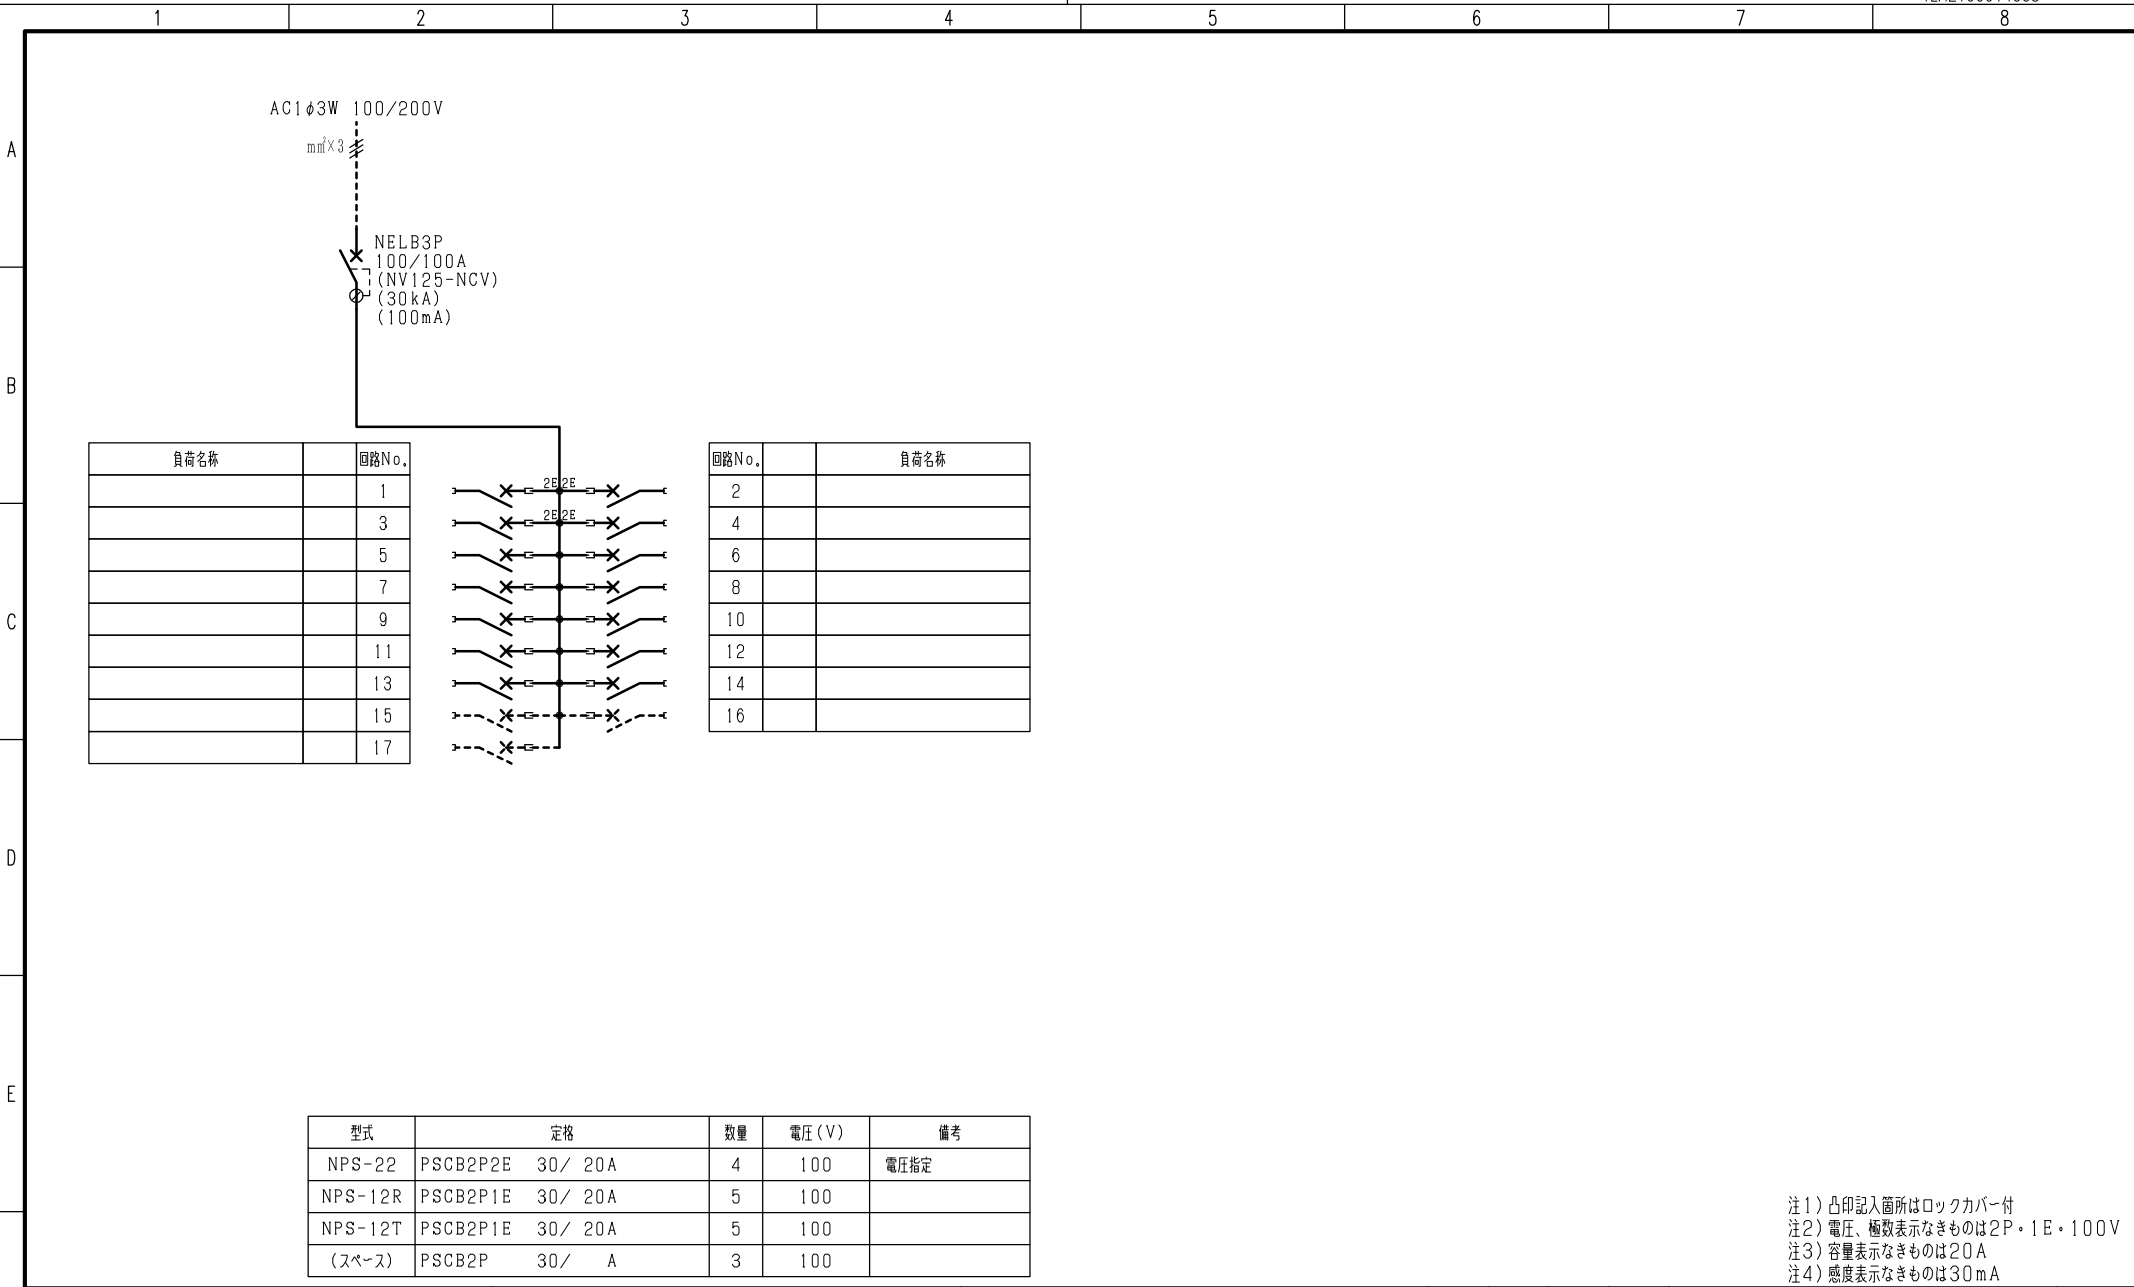 1 2 3 4 5 6 7 8
A
B
C
D
E
AC1φ3W 100/200V
mm²×3
NELB3P
100/100A
(NV125-NCV)
(30kA)
(100mA)
負荷名称 回路No.
1
3
5
7
9
11
13
15
17
2E 2E
2E 2E
回路No. 負荷名称
2
4
6
8
10
12
14
16
型式 定格 数量 電圧(V) 備考
NPS-22 PSCB2P2E 30/ 20A 4 100 電圧指定
NPS-12R PSCB2P1E 30/ 20A 5 100
NPS-12T PSCB2P1E 30/ 20A 5 100
(スペース) PSCB2P 30/ A 3 100
注1)凸印記入箇所はロックカバー付
注2)電圧、極数表示なきものは2P・1E・100V
注3)容量表示なきものは20A
注4)感度表示なきものは30mA